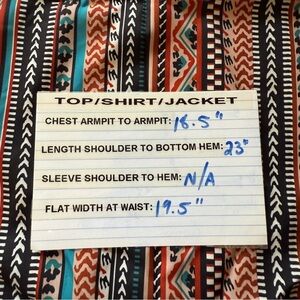 TOP/SHIRT/JACKET
CHEST ARMPIT TO ARMPIT: 18.5"
LENGTH SHOULDER TO BOTTOM HEM: 23"
SLEEVE SHOULDER TO HEM: N/A
FLAT WIDTH AT WAIST: 19.5"